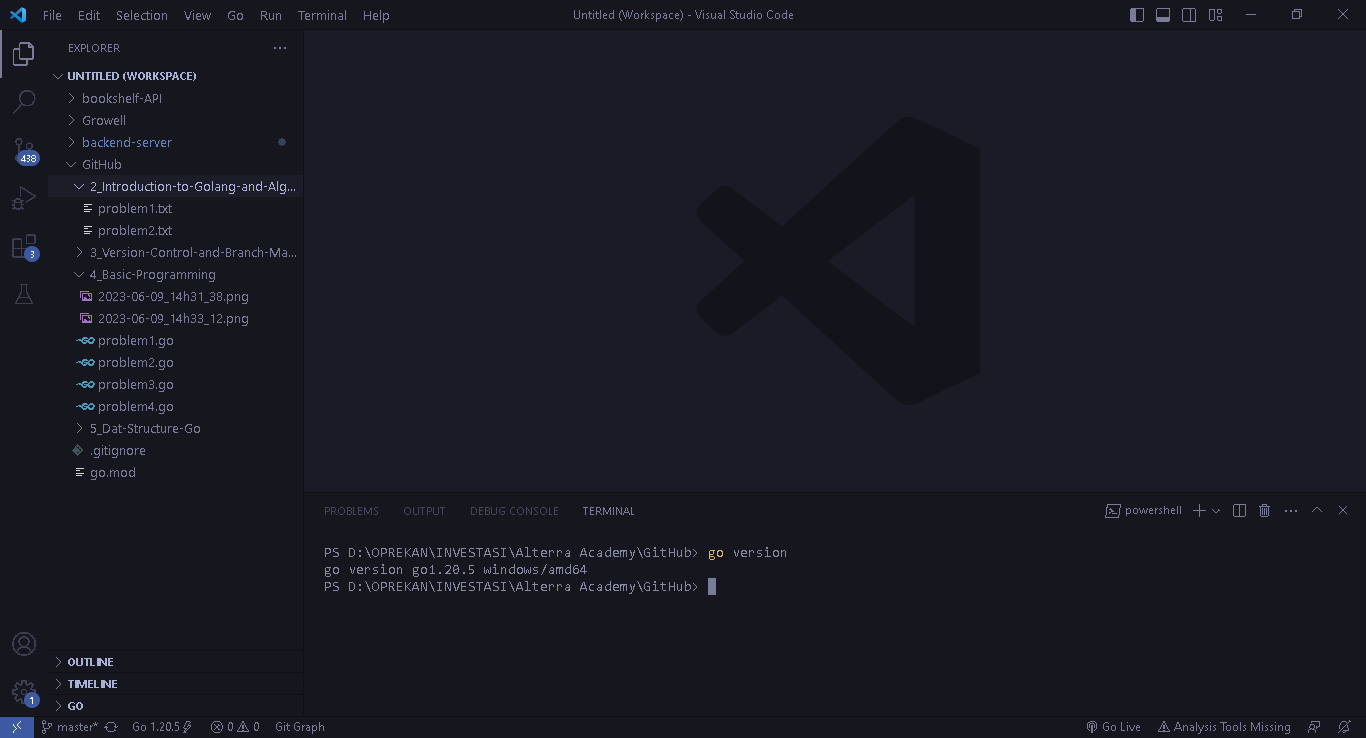 File Edit Selection View Go Run Terminal Help Untitled (Workspace) - Visual Studio Code
EXPLORER
UNTITLED (WORKSPACE)
bookshelf-API
Growell
backend-server
438
GitHub
2_Introduction-to-Golang-and-Alg...
problem1.txt
problem2.txt
3
3_Version-Control-and-Branch-Ma...
4_Basic-Programming
2023-06-09_14h31_38.png
2023-06-09_14h33_12.png
problem1.go
problem2.go
problem3.go
problem4.go
5_Dat-Structure-Go
.gitignore
go.mod
PROBLEMS OUTPUT DEBUG CONSOLE TERMINAL powershell
PS D:\OPREKAN\INVESTASI\Alterra Academy\GitHub> go version
go version go1.20.5 windows/amd64
PS D:\OPREKAN\INVESTASI\Alterra Academy\GitHub>
OUTLINE
TIMELINE
1
GO
master* Go 1.20.5 0 0 Git Graph Go Live Analysis Tools Missing